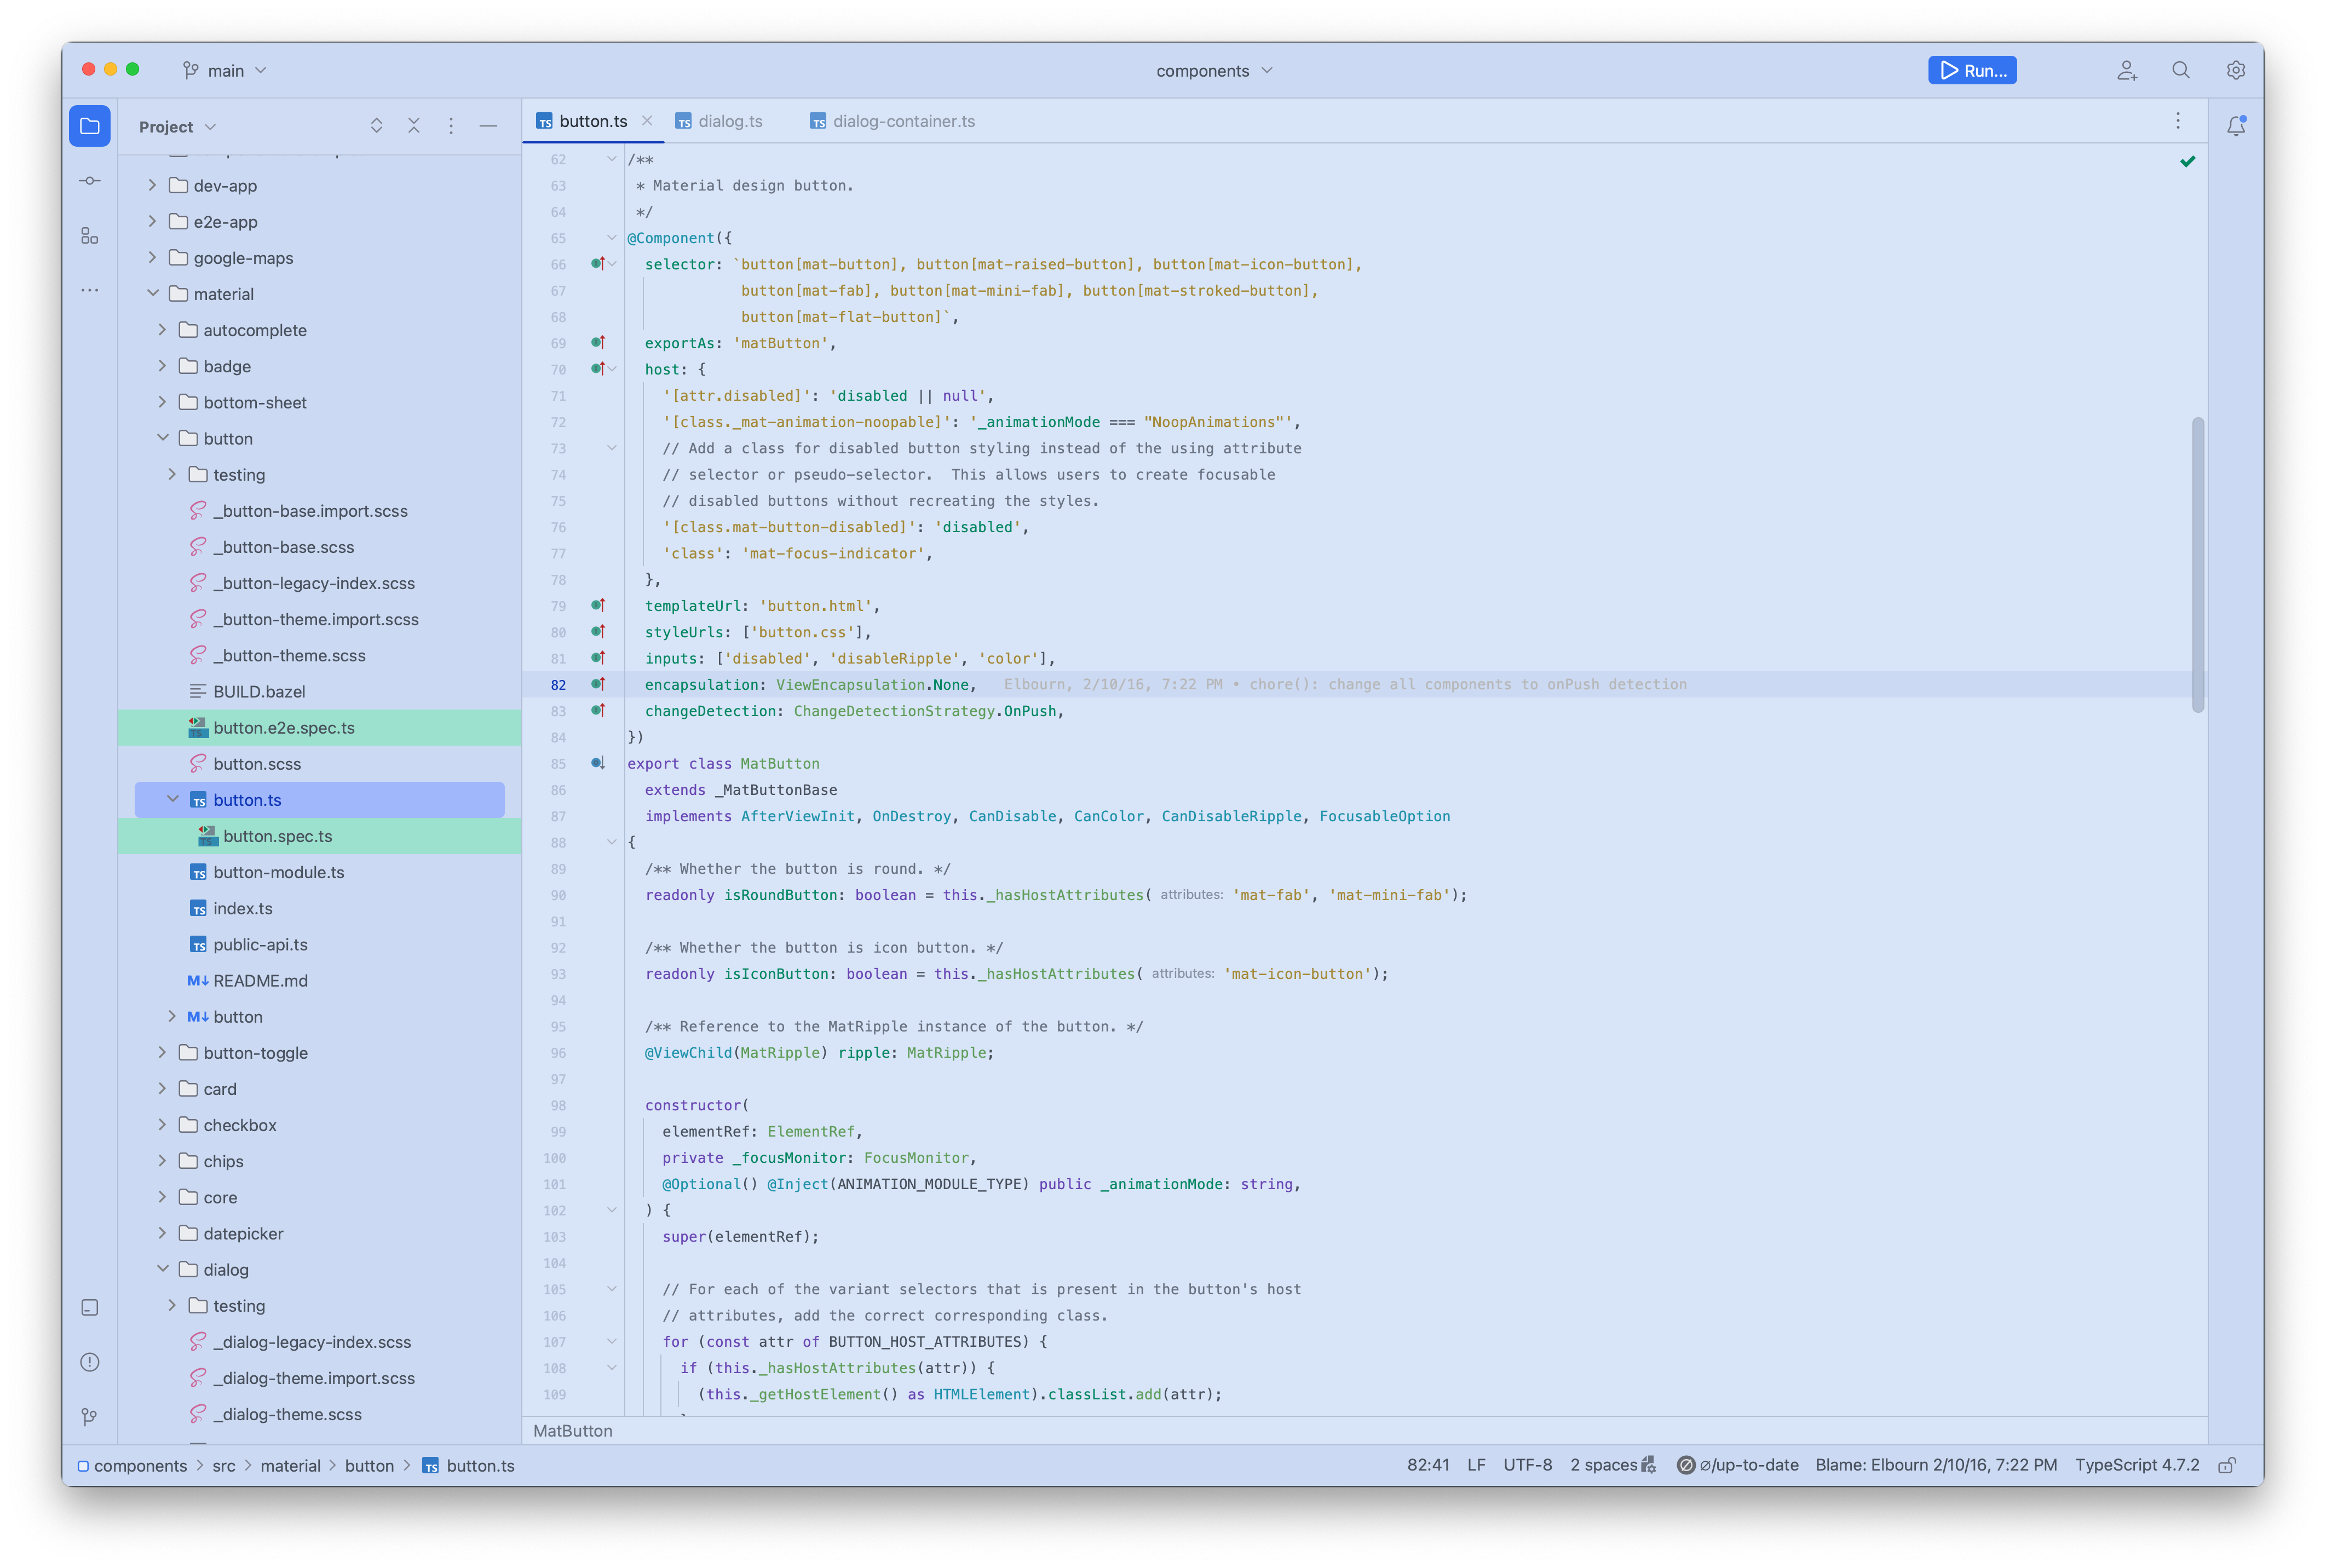 main
components
Run...
Project
dev-app
e2e-app
google-maps
material
autocomplete
badge
bottom-sheet
button
testing
_button-base.import.scss
_button-base.scss
_button-legacy-index.scss
_button-theme.import.scss
_button-theme.scss
BUILD.bazel
button.e2e.spec.ts
button.scss
TS button.ts
button.spec.ts
TS button-module.ts
TS index.ts
TS public-api.ts
M↓ README.md
M↓ button
button-toggle
card
checkbox
chips
core
datepicker
dialog
testing
_dialog-legacy-index.scss
_dialog-theme.import.scss
_dialog-theme.scss
TS button.ts TS dialog.ts TS dialog-container.ts
62 /**
63  * Material design button.
64  */
65 @Component({
66   selector: `button[mat-button], button[mat-raised-button], button[mat-icon-button],
67              button[mat-fab], button[mat-mini-fab], button[mat-stroked-button],
68              button[mat-flat-button]`,
69   exportAs: 'matButton',
70   host: {
71     '[attr.disabled]': 'disabled || null',
72     '[class._mat-animation-noopable]': '_animationMode === "NoopAnimations"',
73     // Add a class for disabled button styling instead of the using attribute
74     // selector or pseudo-selector.  This allows users to create focusable
75     // disabled buttons without recreating the styles.
76     '[class.mat-button-disabled]': 'disabled',
77     'class': 'mat-focus-indicator',
78   },
79   templateUrl: 'button.html',
80   styleUrls: ['button.css'],
81   inputs: ['disabled', 'disableRipple', 'color'],
82   encapsulation: ViewEncapsulation.None,   Elbourn, 2/10/16, 7:22 PM • chore(): change all components to onPush detection
83   changeDetection: ChangeDetectionStrategy.OnPush,
84 })
85 export class MatButton
86   extends _MatButtonBase
87   implements AfterViewInit, OnDestroy, CanDisable, CanColor, CanDisableRipple, FocusableOption
88 {
89   /** Whether the button is round. */
90   readonly isRoundButton: boolean = this._hasHostAttributes( attributes: 'mat-fab', 'mat-mini-fab');
91
92   /** Whether the button is icon button. */
93   readonly isIconButton: boolean = this._hasHostAttributes( attributes: 'mat-icon-button');
94
95   /** Reference to the MatRipple instance of the button. */
96   @ViewChild(MatRipple) ripple: MatRipple;
97
98   constructor(
99     elementRef: ElementRef,
100     private _focusMonitor: FocusMonitor,
101     @Optional() @Inject(ANIMATION_MODULE_TYPE) public _animationMode: string,
102   ) {
103     super(elementRef);
104
105     // For each of the variant selectors that is present in the button's host
106     // attributes, add the correct corresponding class.
107     for (const attr of BUTTON_HOST_ATTRIBUTES) {
108       if (this._hasHostAttributes(attr)) {
109         (this._getHostElement() as HTMLElement).classList.add(attr);
MatButton
components > src > material > button > TS button.ts
82:41 LF UTF-8 2 spaces ⌀/up-to-date Blame: Elbourn 2/10/16, 7:22 PM TypeScript 4.7.2